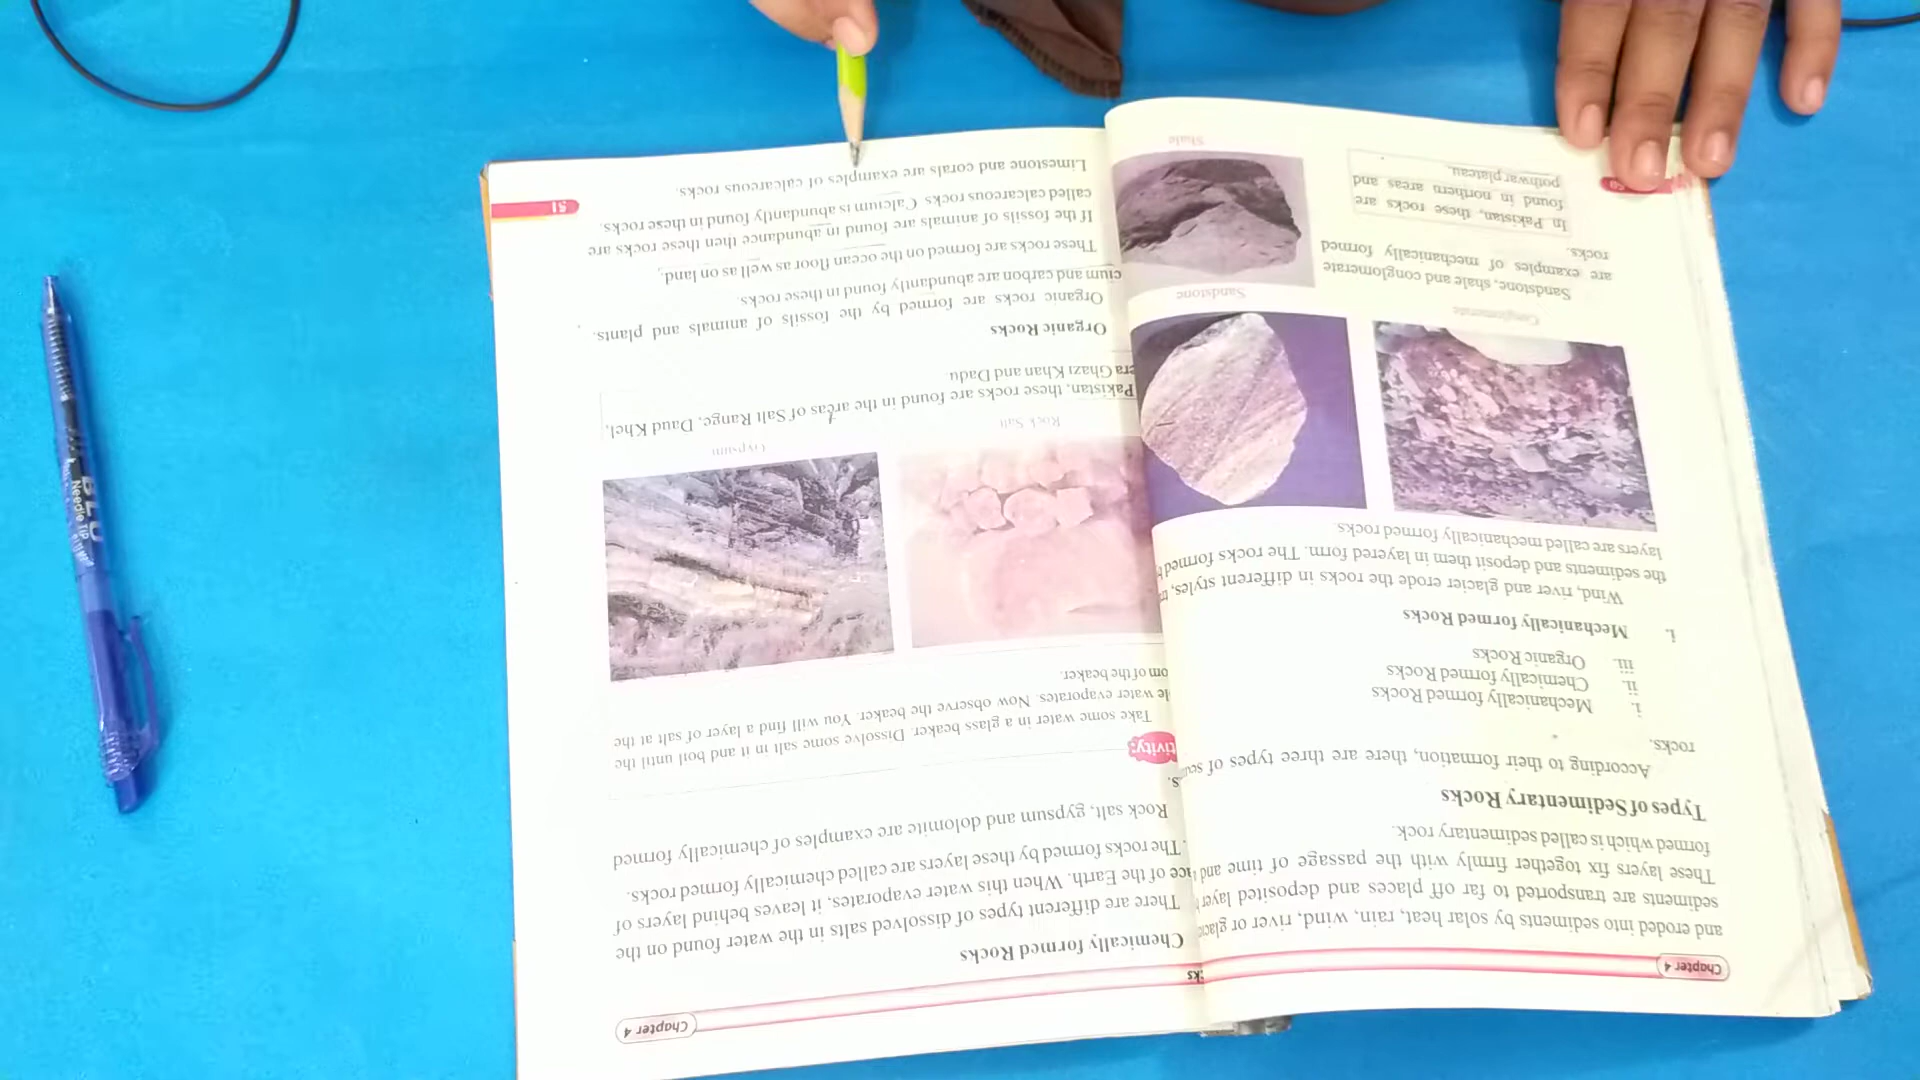 Chapter 4
and eroded into sediments by solar heat, rain, wind, river or glacie
sediments are transported to far off places and deposited layer
These layers fix together firmly with the passage of time and
formed which is called sedimentary rock.
Types of Sedimentary Rocks
According to their formation, there are three types of
rocks.
i. Mechanically formed Rocks
ii. Chemically formed Rocks
iii. Organic Rocks
i. Mechanically formed Rocks
Wind, river and glacier erode the rocks in different styles,
the sediments and deposit them in layered form. The rocks formed
layers are called mechanically formed rocks.
Conglomerate
Sandstone
Sandstone, shale and conglomerate
are examples of mechanically formed
rocks.
In Pakistan, these rocks are
found in northern areas and
pothwar plateau.
Shale
50
Chapter 4
ks
Chemically formed Rocks
There are different types of dissolved salts in the water found on the
ace of the Earth. When this water evaporates, it leaves behind layers of
. The rocks formed by these layers are called chemically formed rocks.
Rock salt, gypsum and dolomite are examples of chemically formed
s.
tivity:
Take some water in a glass beaker. Dissolve some salt in it and boil until the
le water evaporates. Now observe the beaker. You will find a layer of salt at the
om of the beaker.
Rock Salt
Gypsum
Pakistan, these rocks are found in the areas of Salt Range, Daud Khel,
era Ghazi Khan and Dadu.
Organic Rocks
Organic rocks are formed by the fossils of animals and plants.
cium and carbon are abundantly found in these rocks.
These rocks are formed on the ocean floor as well as on land.
If the fossils of animals are found in abundance then these rocks are
called calcareous rocks. Calcium is abundantly found in these rocks.
Limestone and corals are examples of calcareous rocks.
51
Needle TIP